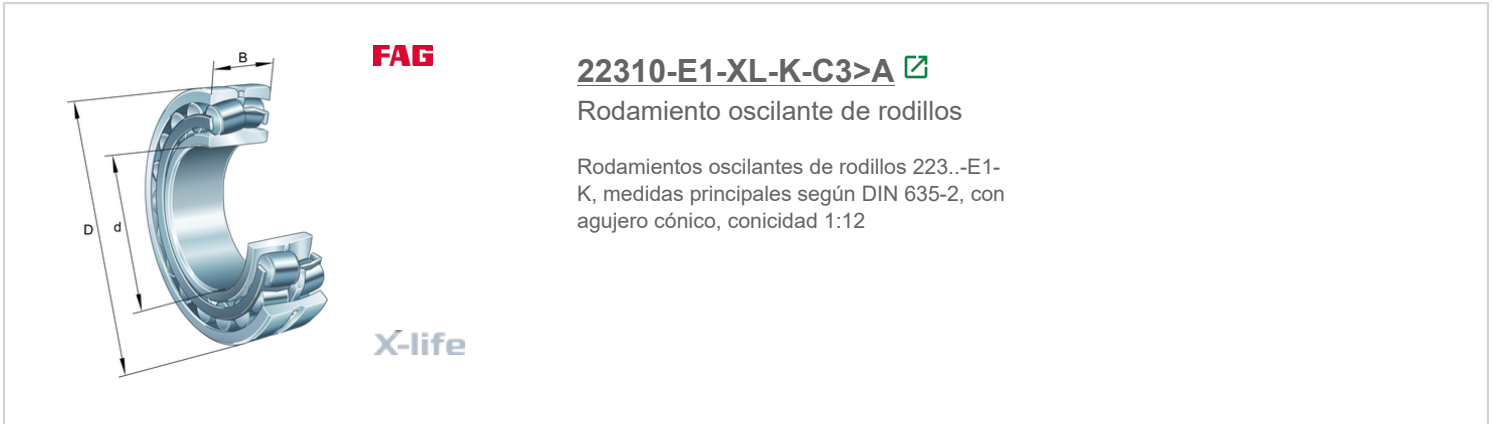 B
FAG
22310-E1-XL-K-C3>A
Rodamiento oscilante de rodillos
Rodamientos oscilantes de rodillos 223..-E1-
K, medidas principales según DIN 635-2, con
agujero cónico, conicidad 1:12
D
d
X-life